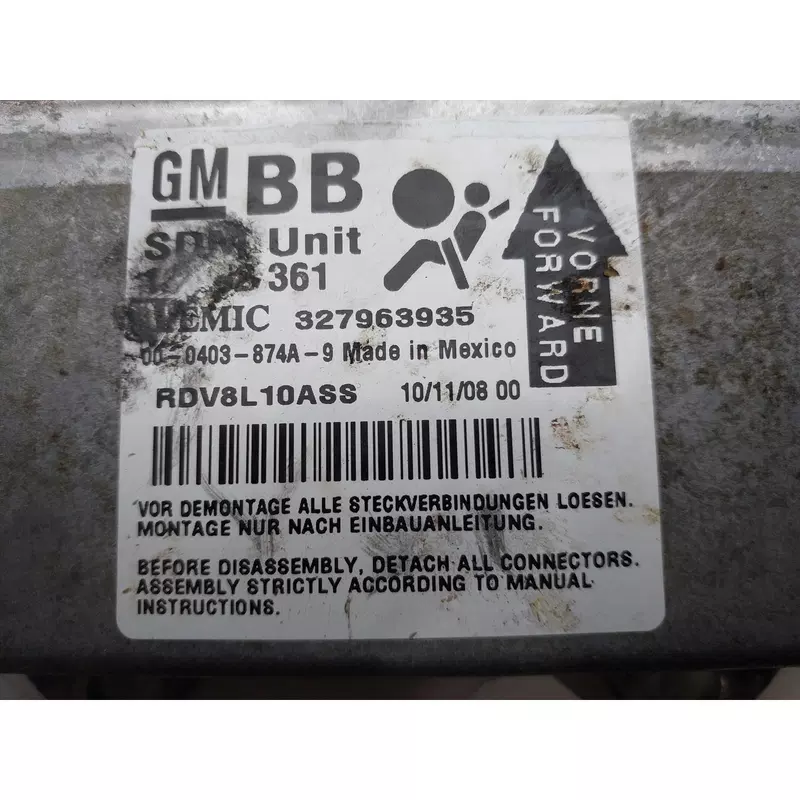 GM BB
Unit
361
327963935
0403-874A-9 Made in Mexico
RDV8L10ASS 10/11/08 00
VORNE
FORWARD
VOR DEMONTAGE ALLE STECKVERBINDUNGEN LOESEN.
MONTAGE NUR NACH EINBAUANLEITUNG.
BEFORE DISASSEMBLY, DETACH ALL CONNECTORS.
ASSEMBLY STRICTLY ACCORDING TO MANUAL
INSTRUCTIONS.